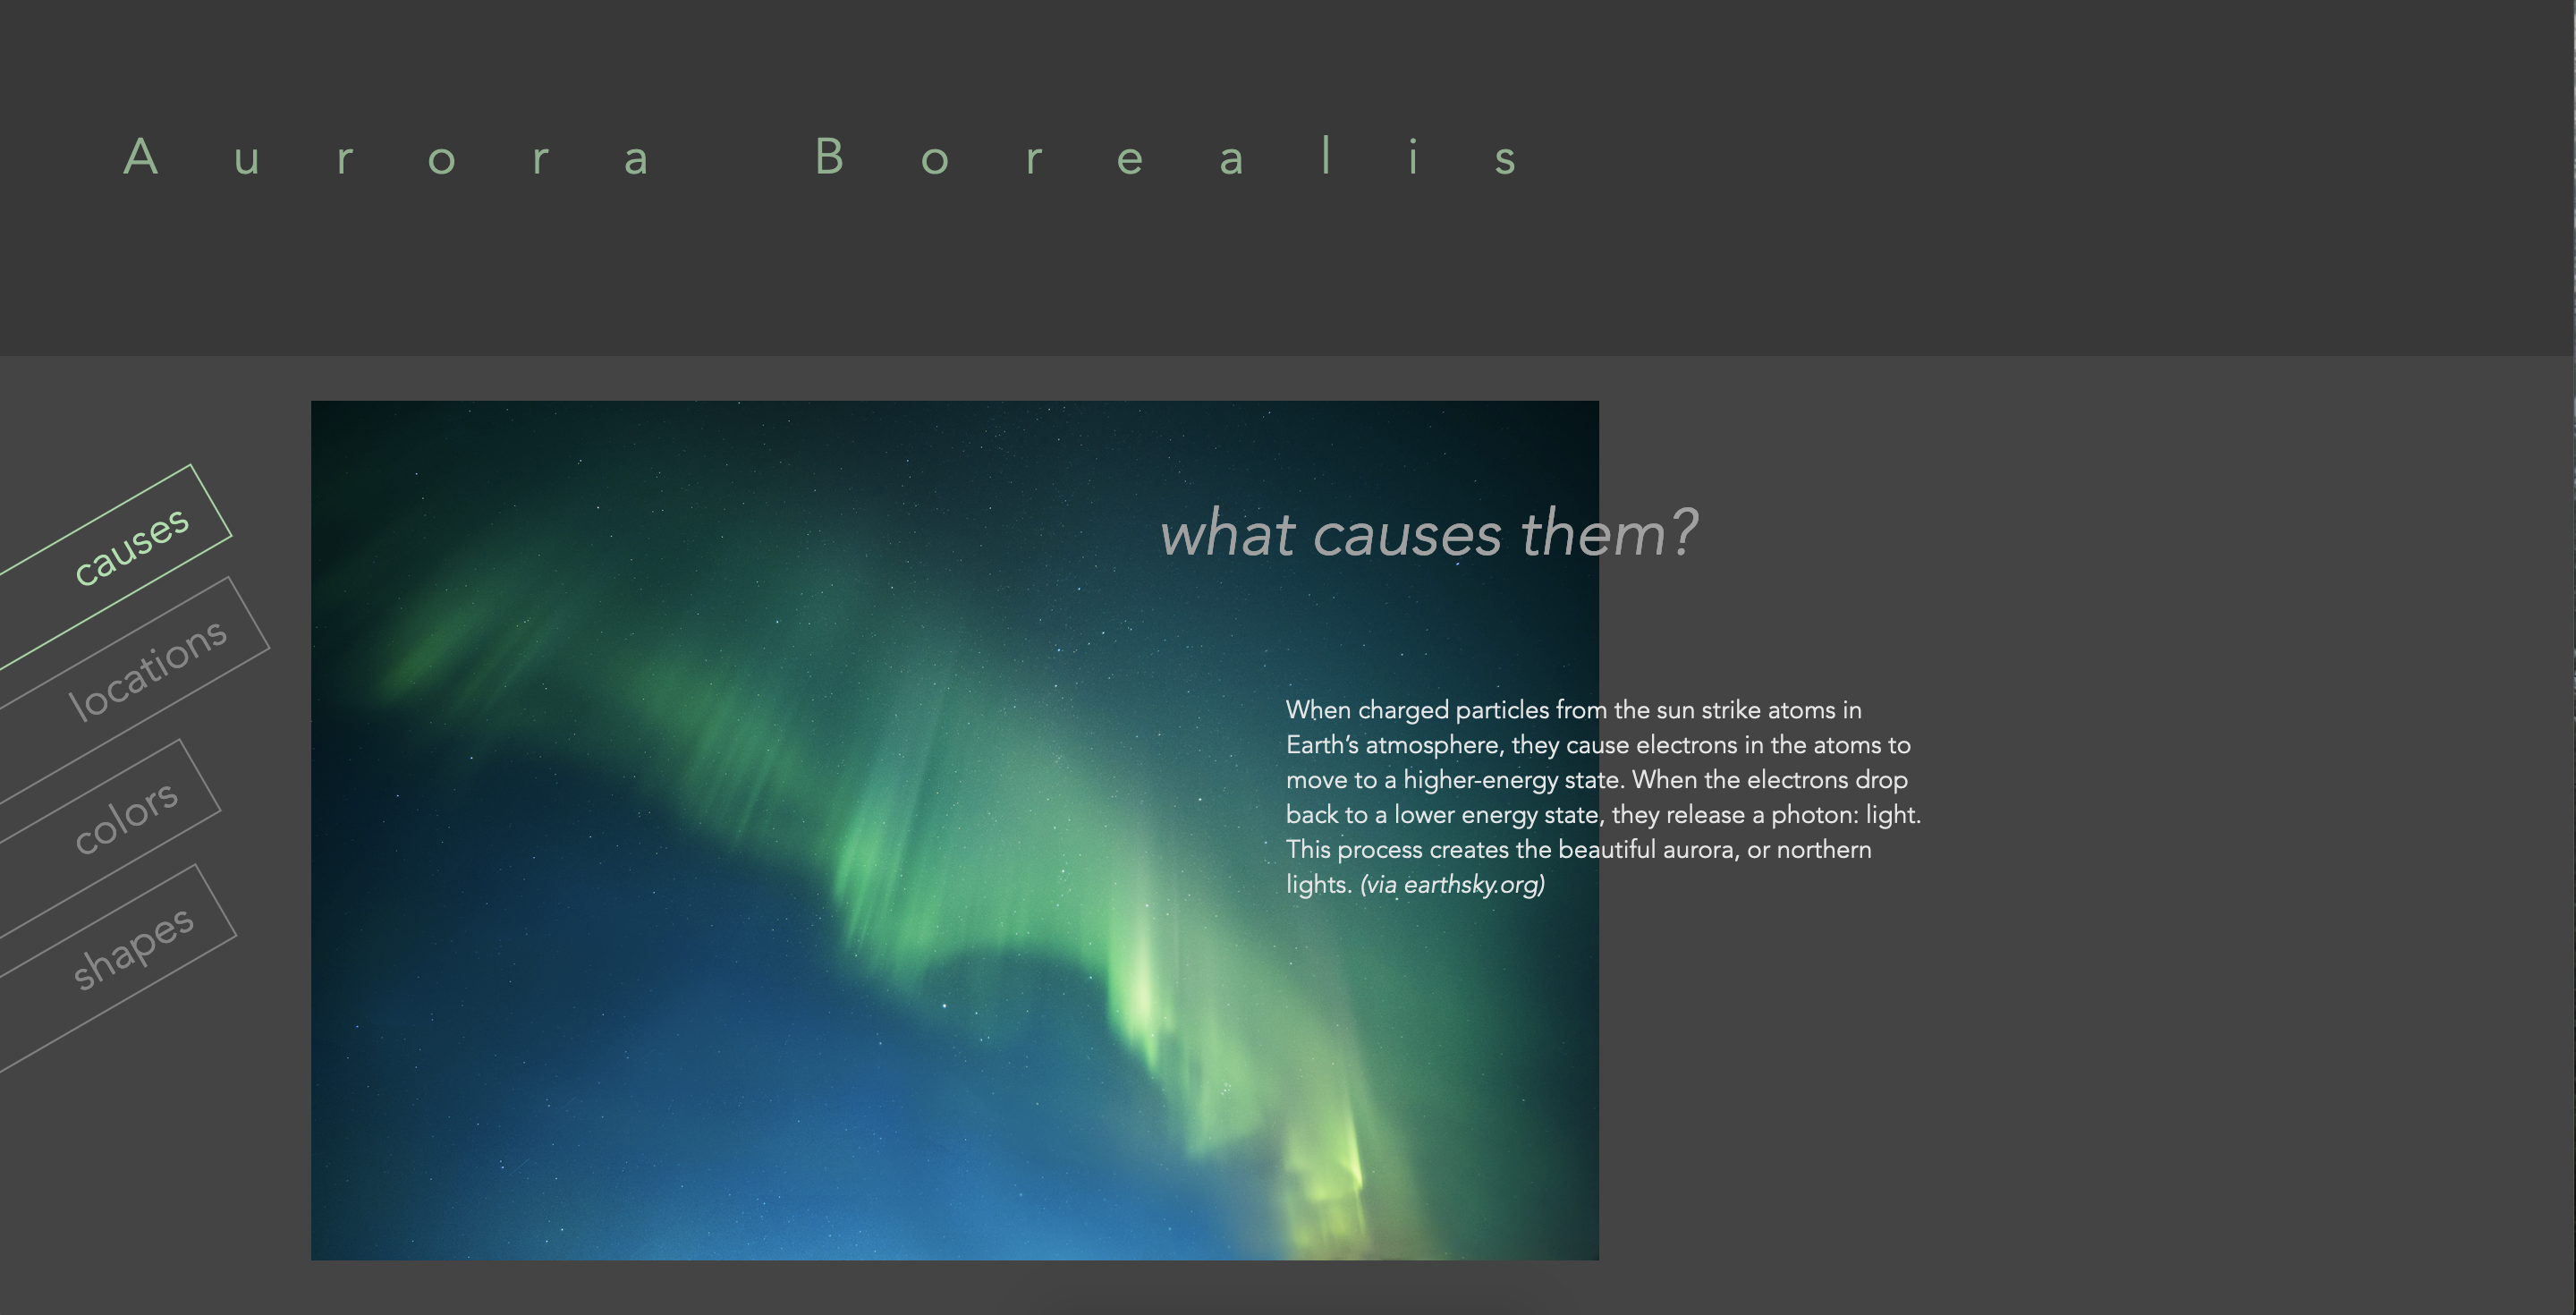 Aurora Borealis
causes
locations
colors
shapes
what causes them?
When charged particles from the sun strike atoms in
Earth’s atmosphere, they cause electrons in the atoms to
move to a higher-energy state. When the electrons drop
back to a lower energy state, they release a photon: light.
This process creates the beautiful aurora, or northern
lights. (via earthsky.org)